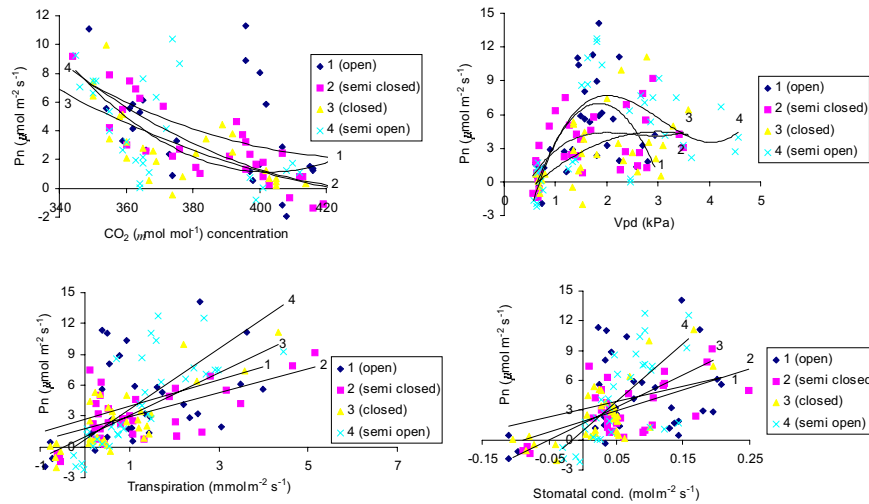 12
10
8
6
4
2
0
-2
340
360
380
400
420
4
3
1
2
Pn (µmol m⁻² s⁻¹)
CO₂ (mmol mol⁻¹) concentration
1 (open)
2 (semi closed)
3 (closed)
4 (semi open)
15
12
9
6
3
0
-3
0
1
2
3
4
5
3
4
2
1
Pn (µmol m⁻² s⁻¹)
Vpd (kPa)
1 (open)
2 (semi closed)
3 (closed)
4 (semi open)
15
12
9
6
3
0
-3
-1
1
3
5
7
4
3
1
2
Pn (µmol m⁻² s⁻¹)
Transpiration (mmol m⁻² s⁻¹)
1 (open)
2 (semi closed)
3 (closed)
4 (semi open)
15
12
9
6
3
0
-3
-0.15
-0.05
0.05
0.15
0.25
4
3
2
1
Pn (µmol m⁻² s⁻¹)
Stomatal cond. (mol m⁻² s⁻¹)
1 (open)
2 (semi closed)
3 (closed)
4 (semi open)